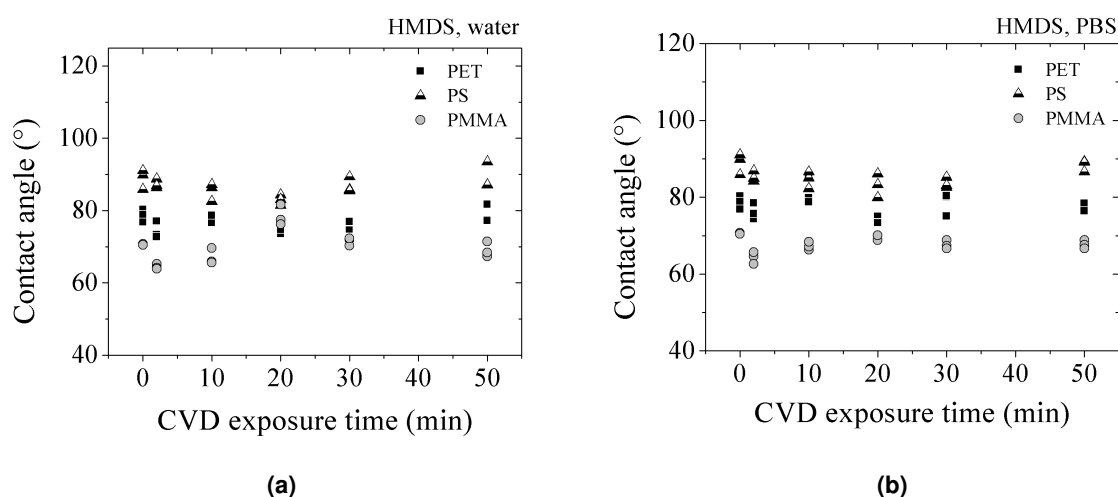 HMDS, water
120
100
80
60
40
Contact angle (°)
PET
PS
PMMA
0 10 20 30 40 50
CVD exposure time (min)
(a)
HMDS, PBS
120
100
80
60
40
Contact angle (°)
PET
PS
PMMA
0 10 20 30 40 50
CVD exposure time (min)
(b)